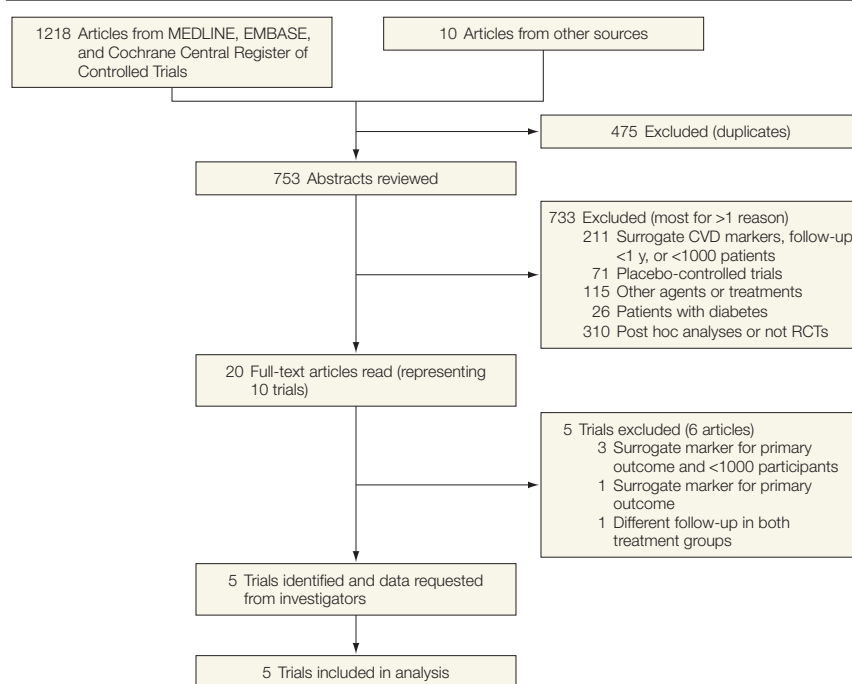 1218 Articles from MEDLINE, EMBASE,
and Cochrane Central Register of
Controlled Trials
10 Articles from other sources
475 Excluded (duplicates)
753 Abstracts reviewed
733 Excluded (most for >1 reason)
211 Surrogate CVD markers, follow-up
<1 y, or <1000 patients
71 Placebo-controlled trials
115 Other agents or treatments
26 Patients with diabetes
310 Post hoc analyses or not RCTs
20 Full-text articles read (representing
10 trials)
5 Trials excluded (6 articles)
3 Surrogate marker for primary
outcome and <1000 participants
1 Surrogate marker for primary
outcome
1 Different follow-up in both
treatment groups
5 Trials identified and data requested
from investigators
5 Trials included in analysis